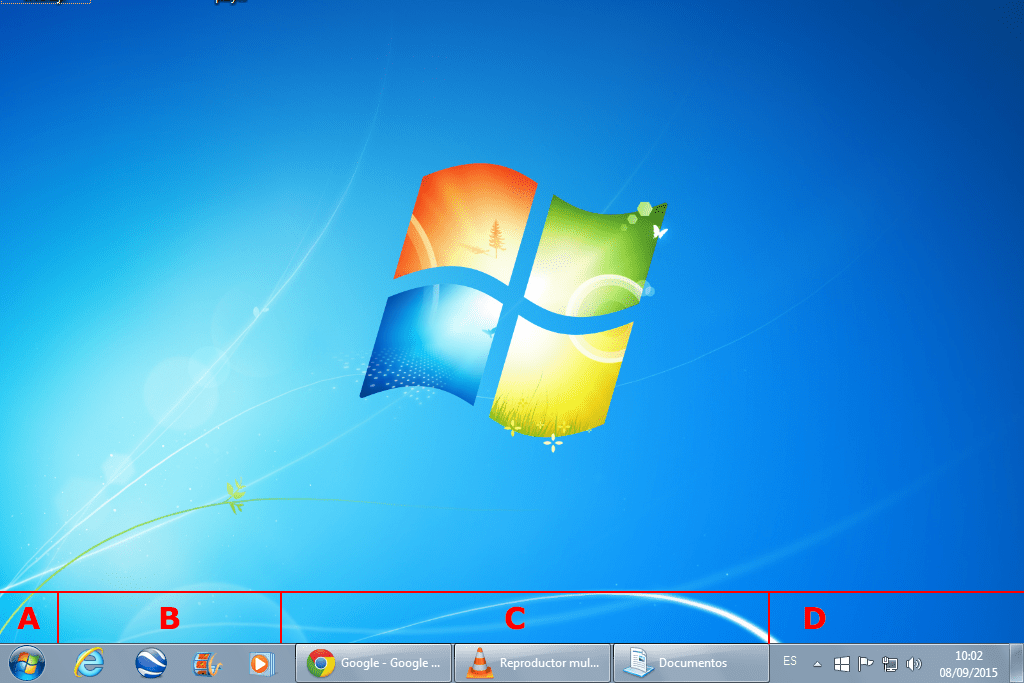 A
B
C
D
Google - Google ...
Reproductor mul...
Documentos
ES
10:02
08/09/2015